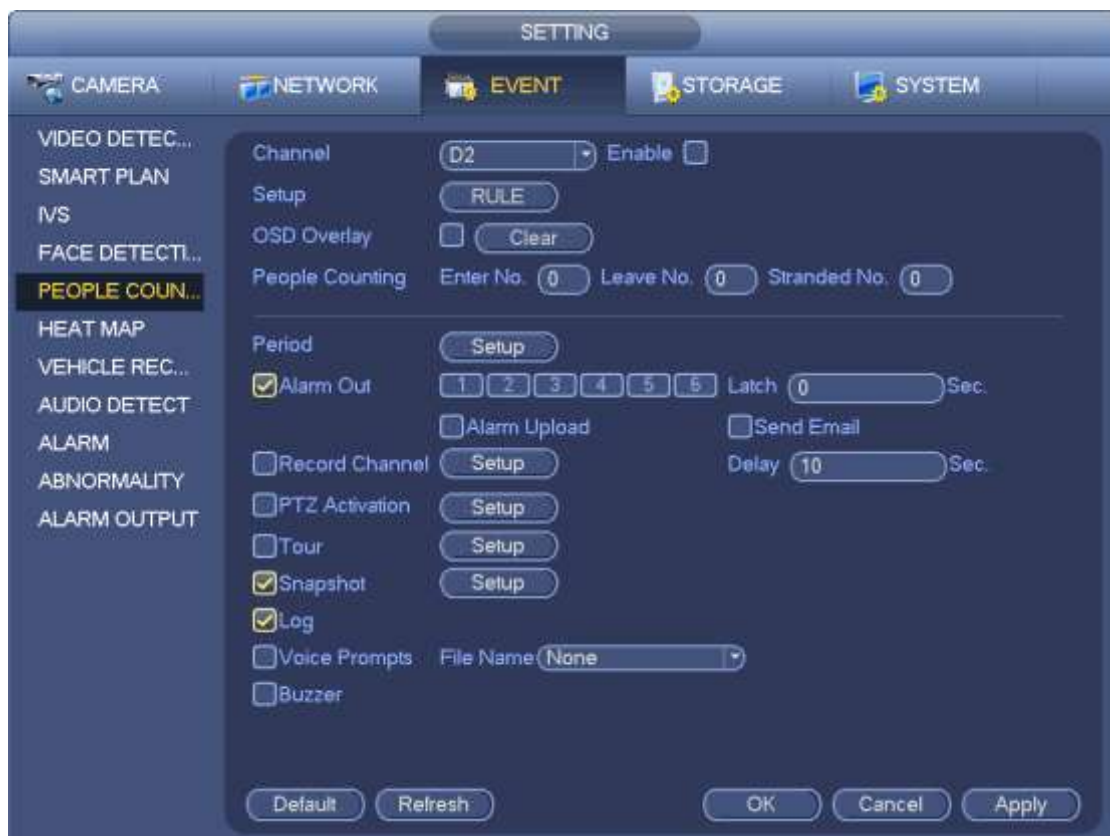 SETTING
CAMERA NETWORK EVENT STORAGE SYSTEM
VIDEO DETEC...
SMART PLAN
IVS
FACE DETECTI...
PEOPLE COUN...
HEAT MAP
VEHICLE REC...
AUDIO DETECT
ALARM
ABNORMALITY
ALARM OUTPUT
Channel D2 Enable
Setup RULE
OSD Overlay Clear
People Counting Enter No. 0 Leave No. 0 Stranded No. 0
Period Setup
Alarm Out 1 2 3 4 5 6 Latch 0 Sec.
Alarm Upload Send Email
Record Channel Setup Delay 10 Sec.
PTZ Activation Setup
Tour Setup
Snapshot Setup
Log
Voice Prompts File Name None
Buzzer
Default Refresh OK Cancel Apply